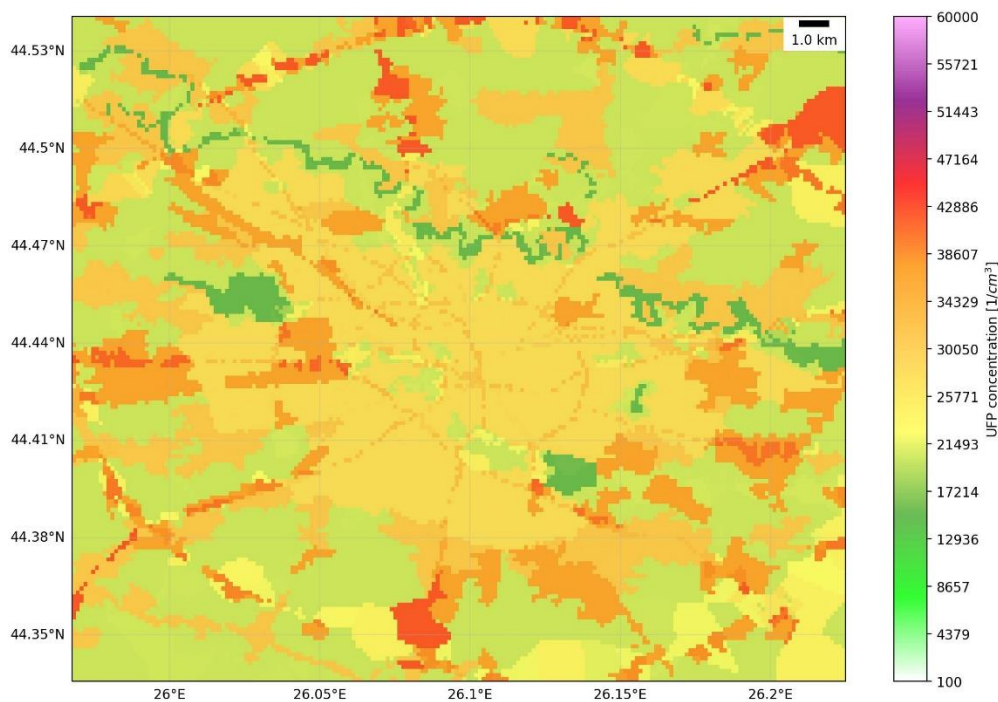 44.53°N
44.5°N
44.47°N
44.44°N
44.41°N
44.38°N
44.35°N
26°E
26.05°E
26.1°E
26.15°E
26.2°E
1.0 km
60000
55721
51443
47164
42886
38607
34329
30050
25771
21493
17214
12936
8657
4379
100
UFP concentration [1/cm³]